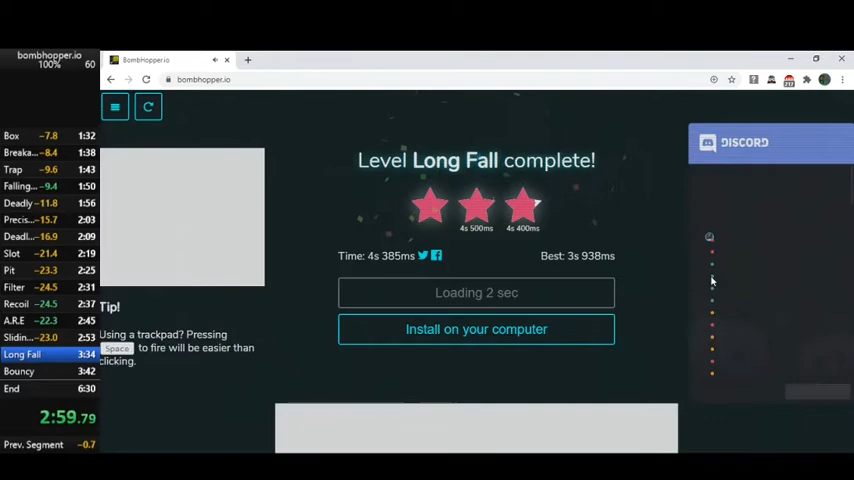 bombhopper.io
100% 60
Box −7.8 1:32
Breaka... −8.4 1:38
Trap −9.6 1:43
Falling... −9.4 1:50
Deadly −11.8 1:56
Precis... −15.7 2:03
Deadl... −16.9 2:09
Slot −21.4 2:19
Pit −23.3 2:25
Filter −24.5 2:31
Recoil −24.5 2:37
A.R.E −22.3 2:45
Slidin... −23.0 2:53
Long Fall 3:34
Bouncy 3:42
End 6:30
2:59.79
Prev. Segment −0.7
BombHopper.io
bombhopper.io
217
Level Long Fall complete!
4s 500ms 4s 400ms
Time: 4s 385ms
Best: 3s 938ms
Loading 2 sec
Install on your computer
Tip!
Using a trackpad? Pressing
Space to fire will be easier than
clicking.
DISCORD